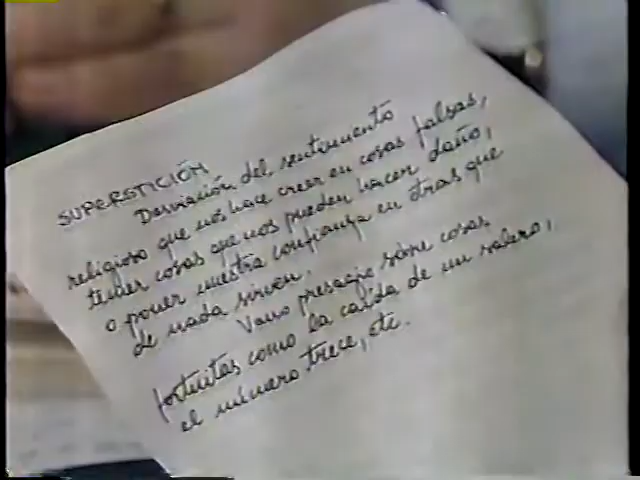 SUPERSTICIÓN
Desviación del sentimiento
religioso que nos hace creer en cosas falsas,
temer cosas que nos pueden hacer daño,
o poner nuestra confianza en otras que
de nada sirven.
Vano presagio sobre cosas
fortuitas como la caída de un salero,
el número trece, etc.